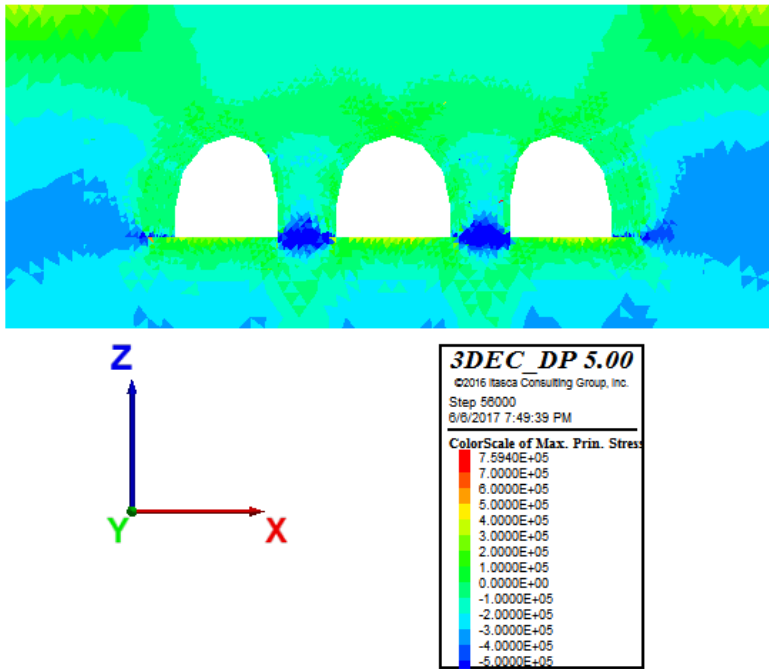 Z
Y
X
3DEC_DP 5.00
©2016 Itasca Consulting Group, Inc.
Step 56000
6/6/2017 7:49:39 PM
ColorScale of Max. Prin. Stress
7.5940E+05
7.0000E+05
6.0000E+05
5.0000E+05
4.0000E+05
3.0000E+05
2.0000E+05
1.0000E+05
0.0000E+00
-1.0000E+05
-2.0000E+05
-3.0000E+05
-4.0000E+05
-5.0000E+05